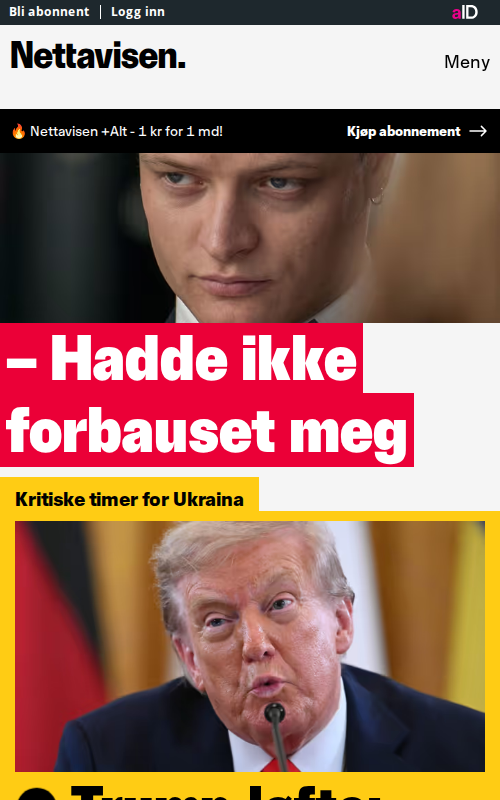 Bli abonnent
Logg inn
aID
Nettavisen.
Meny
🔥 Nettavisen +Alt - 1 kr for 1 md!
Kjøp abonnement →
– Hadde ikke
forbauset meg
Kritiske timer for Ukraina
Trump